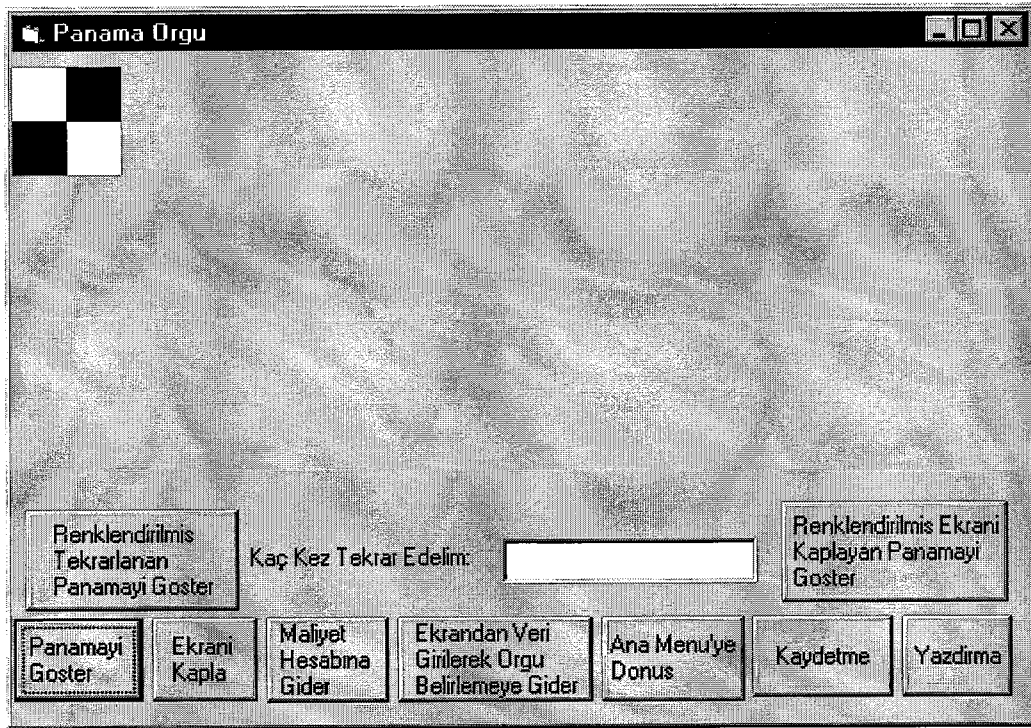 Panama Orgu
Renklendirilmis
Tekrarlanan
Panamayi Goster
Kaç Kez Tekrar Edelim:
Renklendirilmis Ekrani
Kaplayan Panamayi
Goster
Panamayi
Goster
Ekrani
Kapla
Maliyet
Hesabına
Gider
Ekrandan Veri
Girilerek Orgu
Belirlemeye Gider
Ana Menu'ye
Donus
Kaydetme
Yazdirma